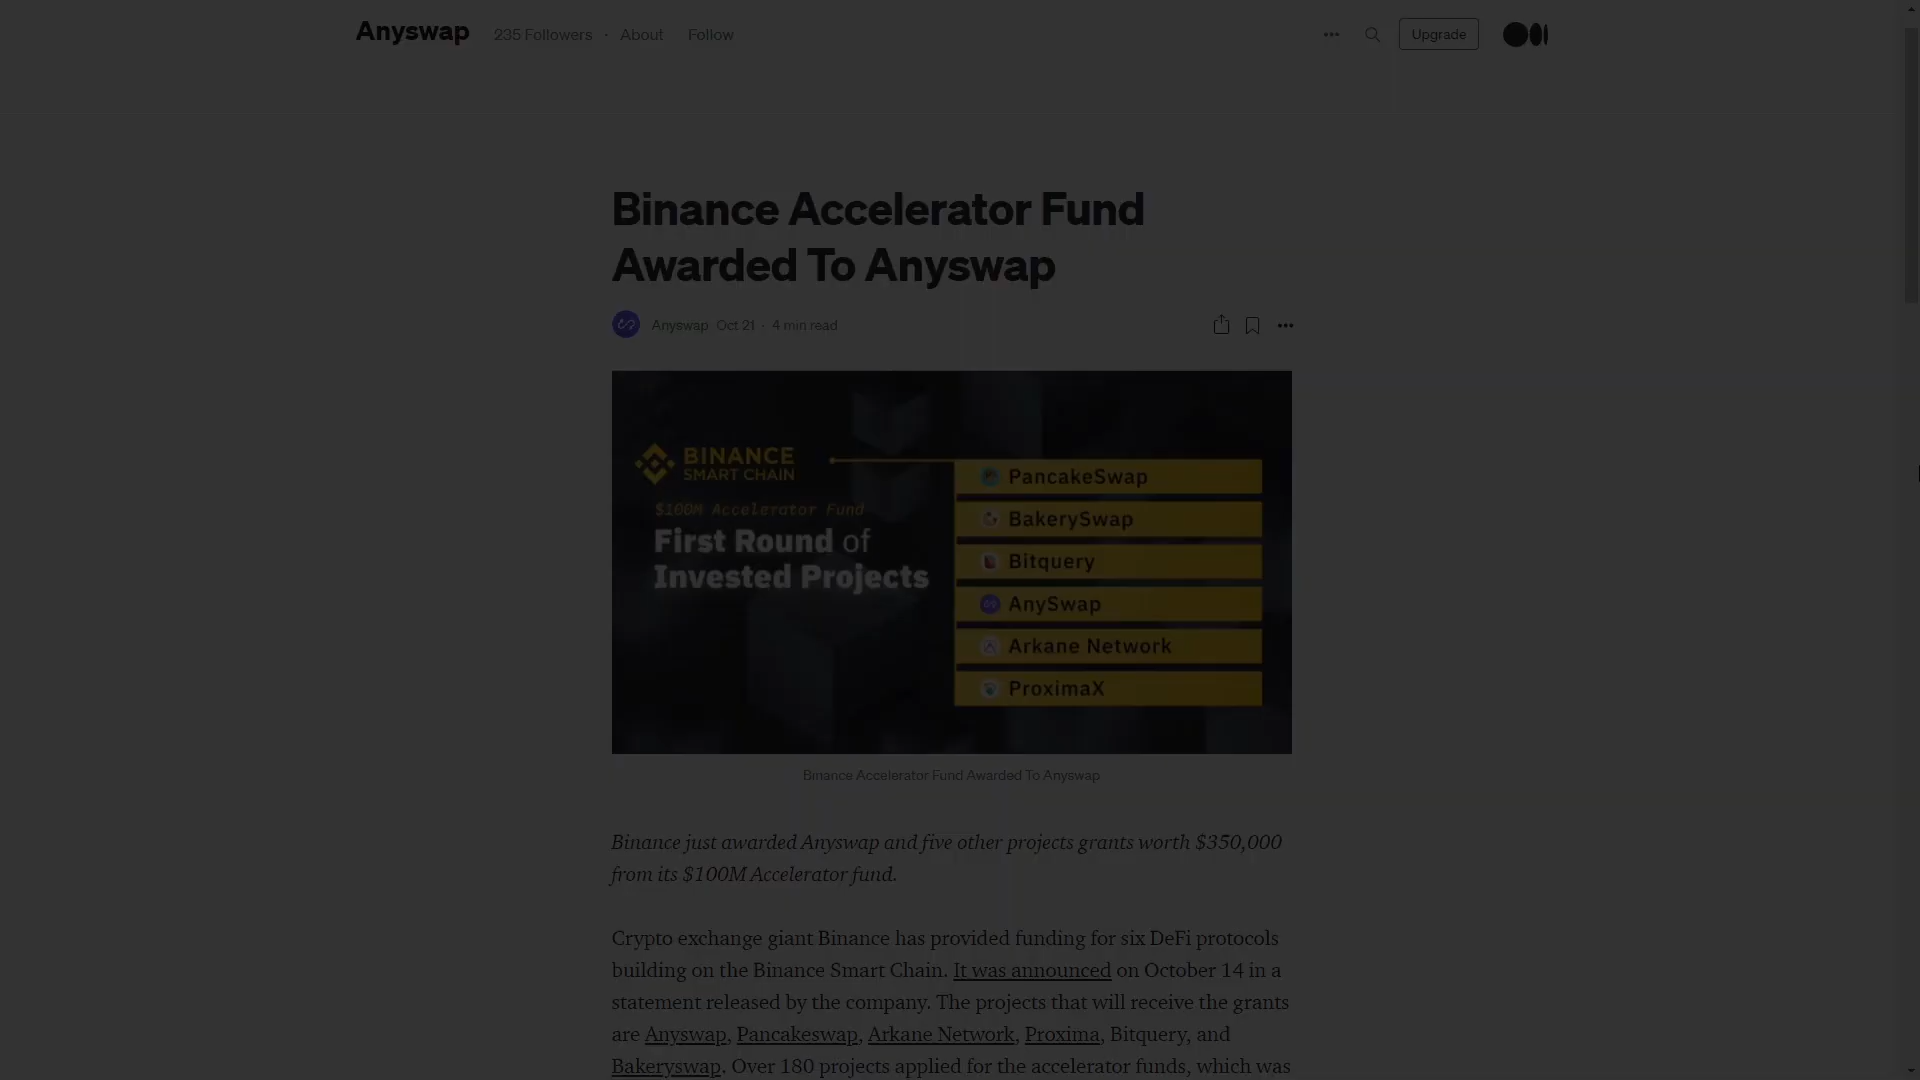 Anyswap 235 Followers · About Follow Upgrade
Binance Accelerator Fund
Awarded To Anyswap
Anyswap Oct 21 · 4 min read
BINANCE
SMART CHAIN
$100M Accelerator Fund
First Round of
Invested Projects
PancakeSwap
BakerySwap
Bitquery
AnySwap
Arkane Network
ProximaX
Binance Accelerator Fund Awarded To Anyswap
Binance just awarded Anyswap and five other projects grants worth $350,000
from its $100M Accelerator fund.
Crypto exchange giant Binance has provided funding for six DeFi protocols
building on the Binance Smart Chain. It was announced on October 14 in a
statement released by the company. The projects that will receive the grants
are Anyswap, Pancakeswap, Arkane Network, Proxima, Bitquery, and
Bakeryswap. Over 180 projects applied for the accelerator funds, which was